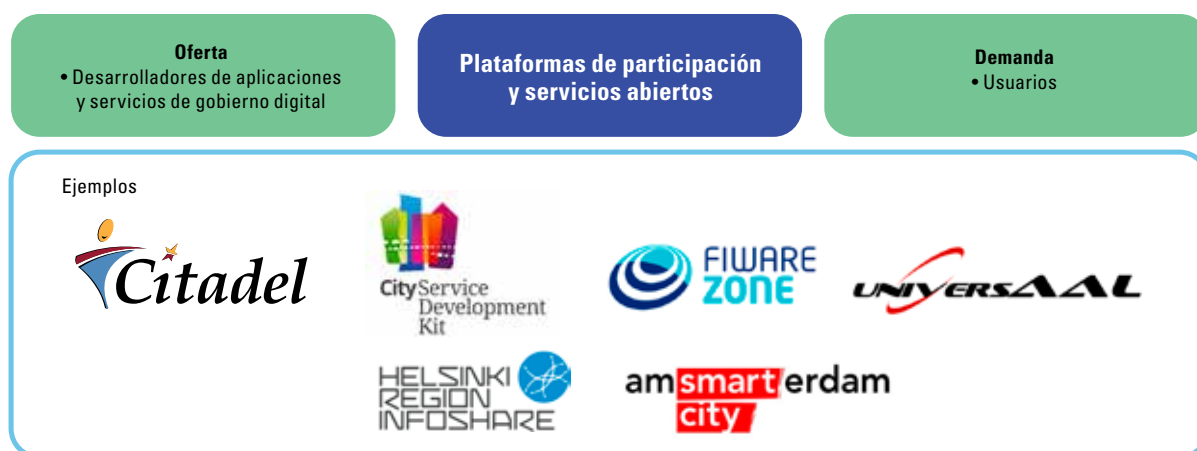 Oferta
• Desarrolladores de aplicaciones
y servicios de gobierno digital
Plataformas de participación
y servicios abiertos
Demanda
• Usuarios
Ejemplos
Citadel
CityService
Development
Kit
FIWARE
ZONE
UNIVERSAAL
HELSINKI
REGION
INFOSHARE
amsmarterdam
city